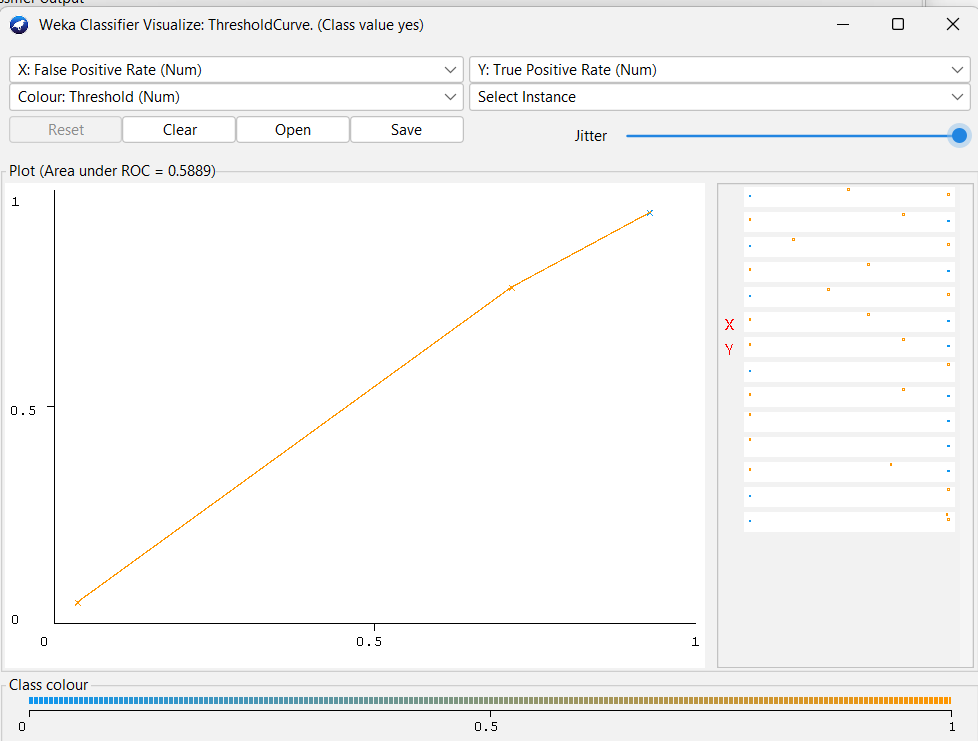 Weka Classifier Visualize: ThresholdCurve. (Class value yes)
X: False Positive Rate (Num)
Y: True Positive Rate (Num)
Colour: Threshold (Num)
Select Instance
Reset
Clear
Open
Save
Jitter
Plot (Area under ROC = 0.5889)
1
0.5
0
0
0.5
1
X
Y
Class colour
0
0.5
1